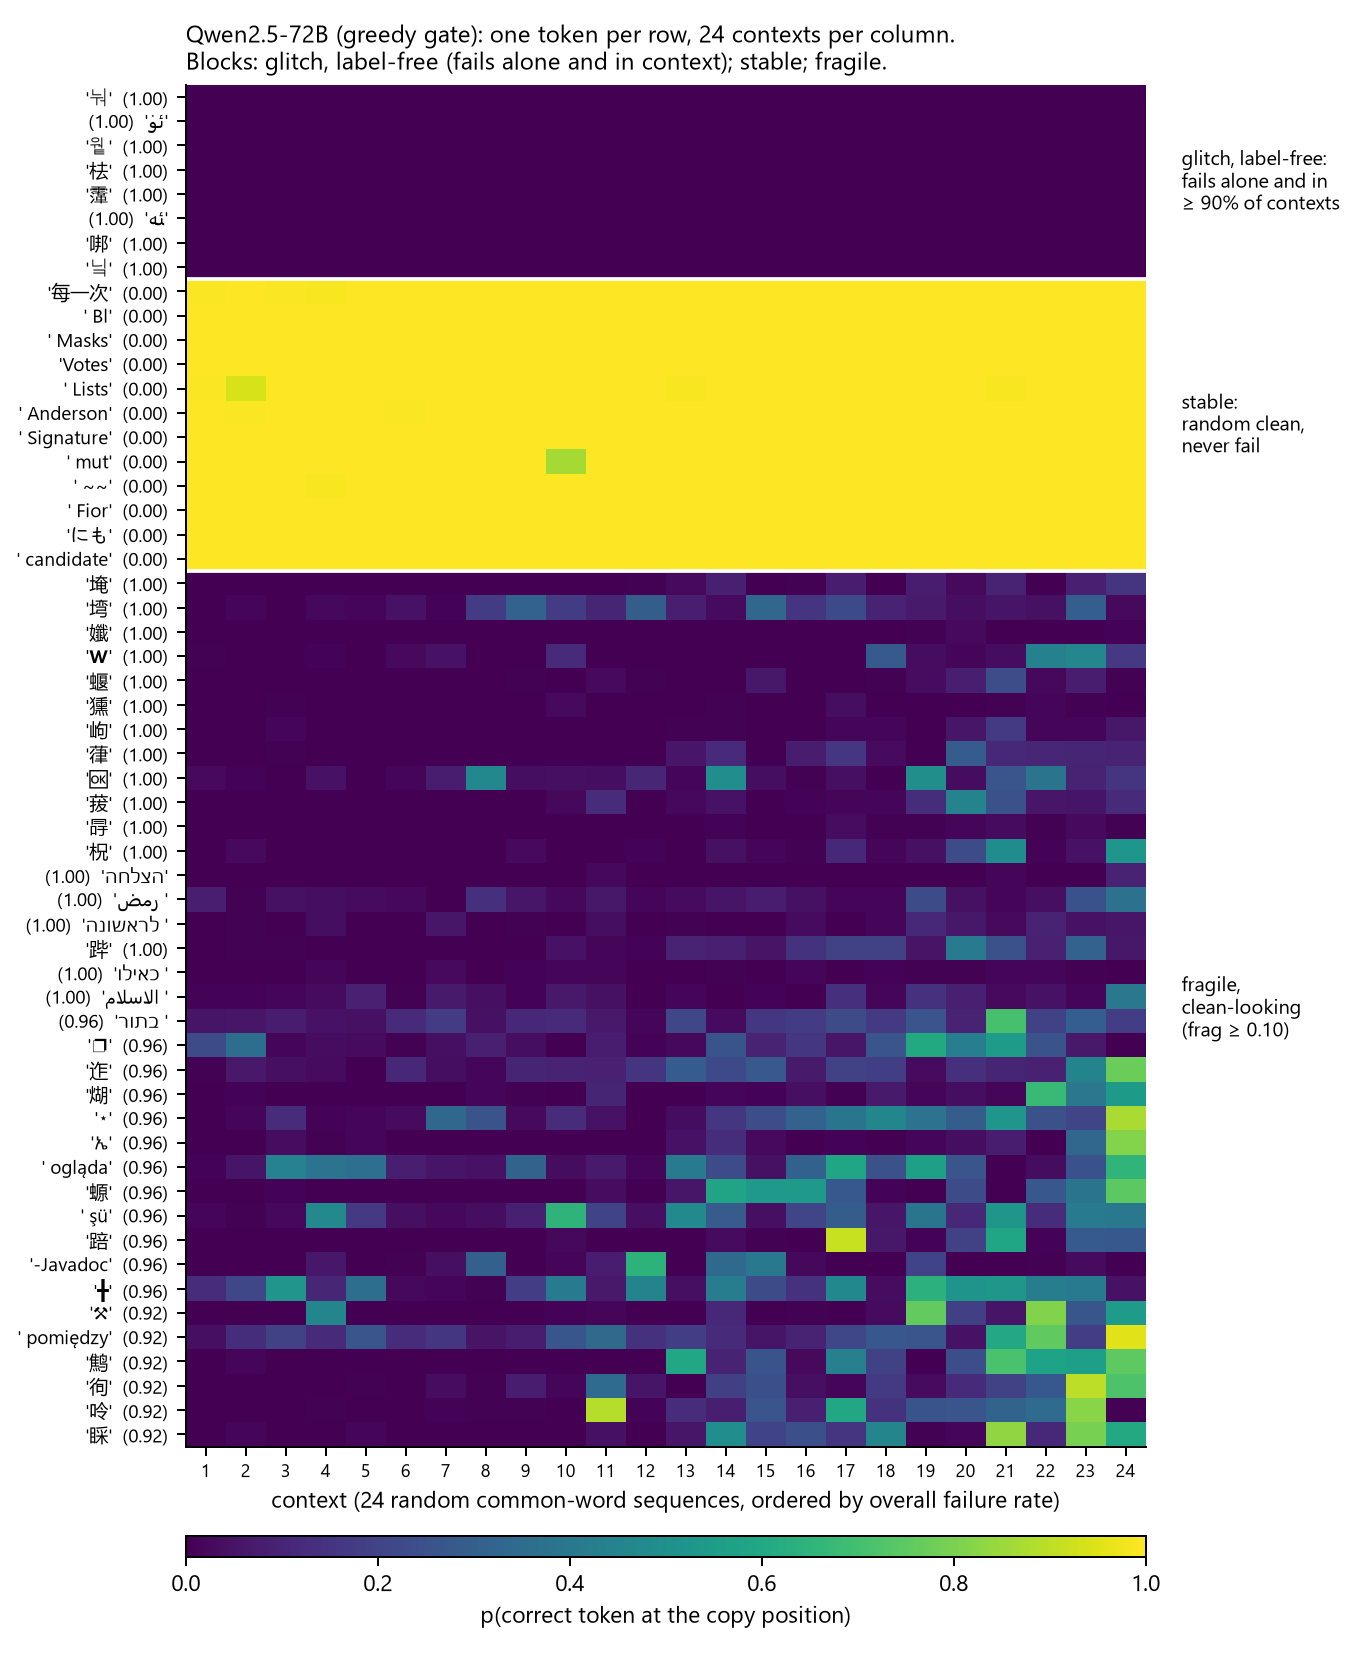 Qwen2.5-72B (greedy gate): one token per row, 24 contexts per column.
Blocks: glitch, label-free (fails alone and in context); stable; fragile.
'눠' (1.00)
(1.00)
'윌' (1.00)
'柼' (1.00)
(1.00)
(1.00)
'啷' (1.00)
(1.00)
glitch, label-free:
fails alone and in
≥ 90% of contexts
'每一次' (0.00)
' Bl' (0.00)
' Masks' (0.00)
'Votes' (0.00)
' Lists' (0.00)
' Anderson' (0.00)
' Signature' (0.00)
' mut' (0.00)
' ~~' (0.00)
' Fior' (0.00)
'にも' (0.00)
' candidate' (0.00)
stable:
random clean,
never fail
'埯' (1.00)
'塆' (1.00)
'孅' (1.00)
'𝗪' (1.00)
'蝘' (1.00)
'獯' (1.00)
'岣' (1.00)
'葎' (1.00)
'🆗' (1.00)
'菝' (1.00)
(1.00)
'柷' (1.00)
'הצלחה' (1.00)
' رمض' (1.00)
' לראשונה' (1.00)
'跸' (1.00)
' כאילו' (1.00)
' الاسلام' (1.00)
' בתור' (0.96)
'❐' (0.96)
'迮' (0.96)
'煳' (0.96)
'⋆' (0.96)
(0.96)
' ogląda' (0.96)
'螈' (0.96)
' şü' (0.96)
'踣' (0.96)
'-Javadoc' (0.96)
'╋' (0.96)
'⚒' (0.92)
' pomiędzy' (0.92)
'鹪' (0.92)
'徇' (0.92)
'呤' (0.92)
'睬' (0.92)
fragile,
clean-looking
(frag ≥ 0.10)
1 2 3 4 5 6 7 8 9 10 11 12 13 14 15 16 17 18 19 20 21 22 23 24
context (24 random common-word sequences, ordered by overall failure rate)
0.0 0.2 0.4 0.6 0.8 1.0
p(correct token at the copy position)